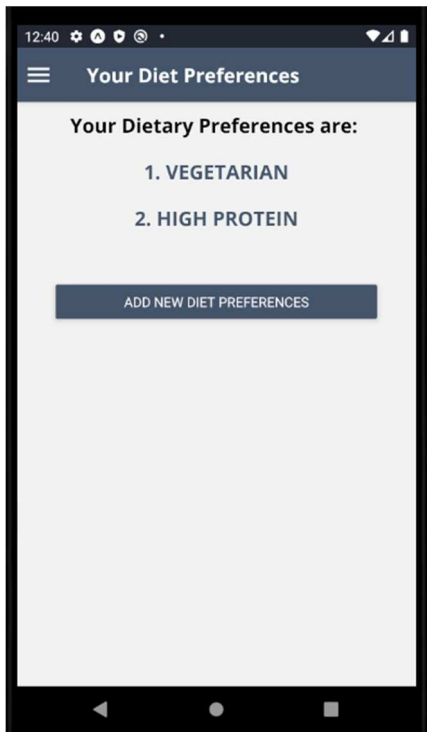 12:40
Your Diet Preferences
Your Dietary Preferences are:
1. VEGETARIAN
2. HIGH PROTEIN
ADD NEW DIET PREFERENCES